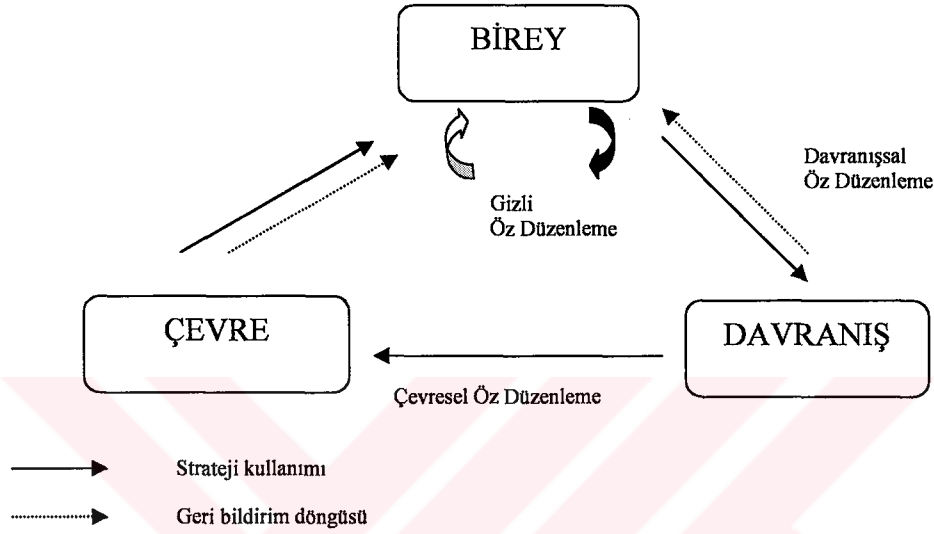 BİREY
Davranışsal
Öz Düzenleme
Gizli
Öz Düzenleme
ÇEVRE
DAVRANIŞ
Çevresel Öz Düzenleme
Strateji kullanımı
Geri bildirim döngüsü